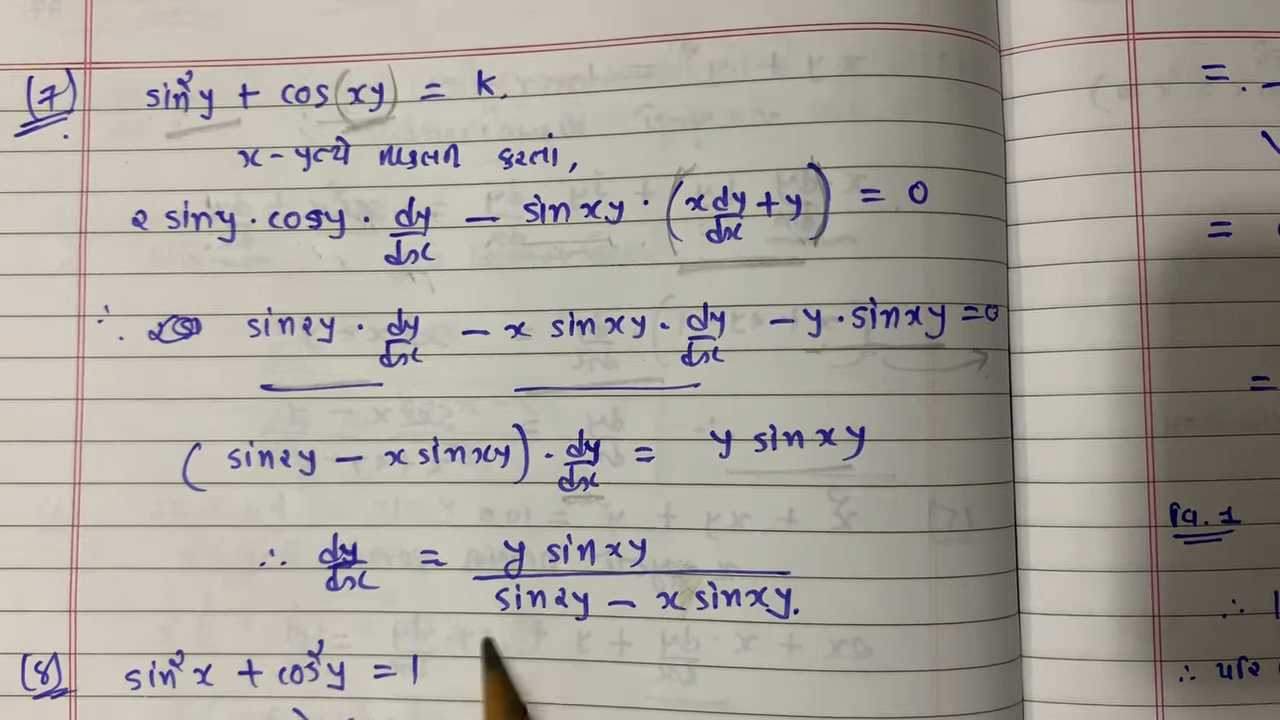 (7) sin²y + cos(xy) = k.
x - પ્રત્યે વિકલન કરતાં,
2 siny · cosy · dy/dx - sin xy · (x dy/dx + y) = 0
∴ sin2y · dy/dx - x sin xy · dy/dx - y · sin xy = 0
(sin2y - x sin xy) · dy/dx = y sin xy
∴ dy/dx = y sin xy / sin2y - x sin xy.
(8) sin²x + cos²y = 1
= .
=
=
∴
∴